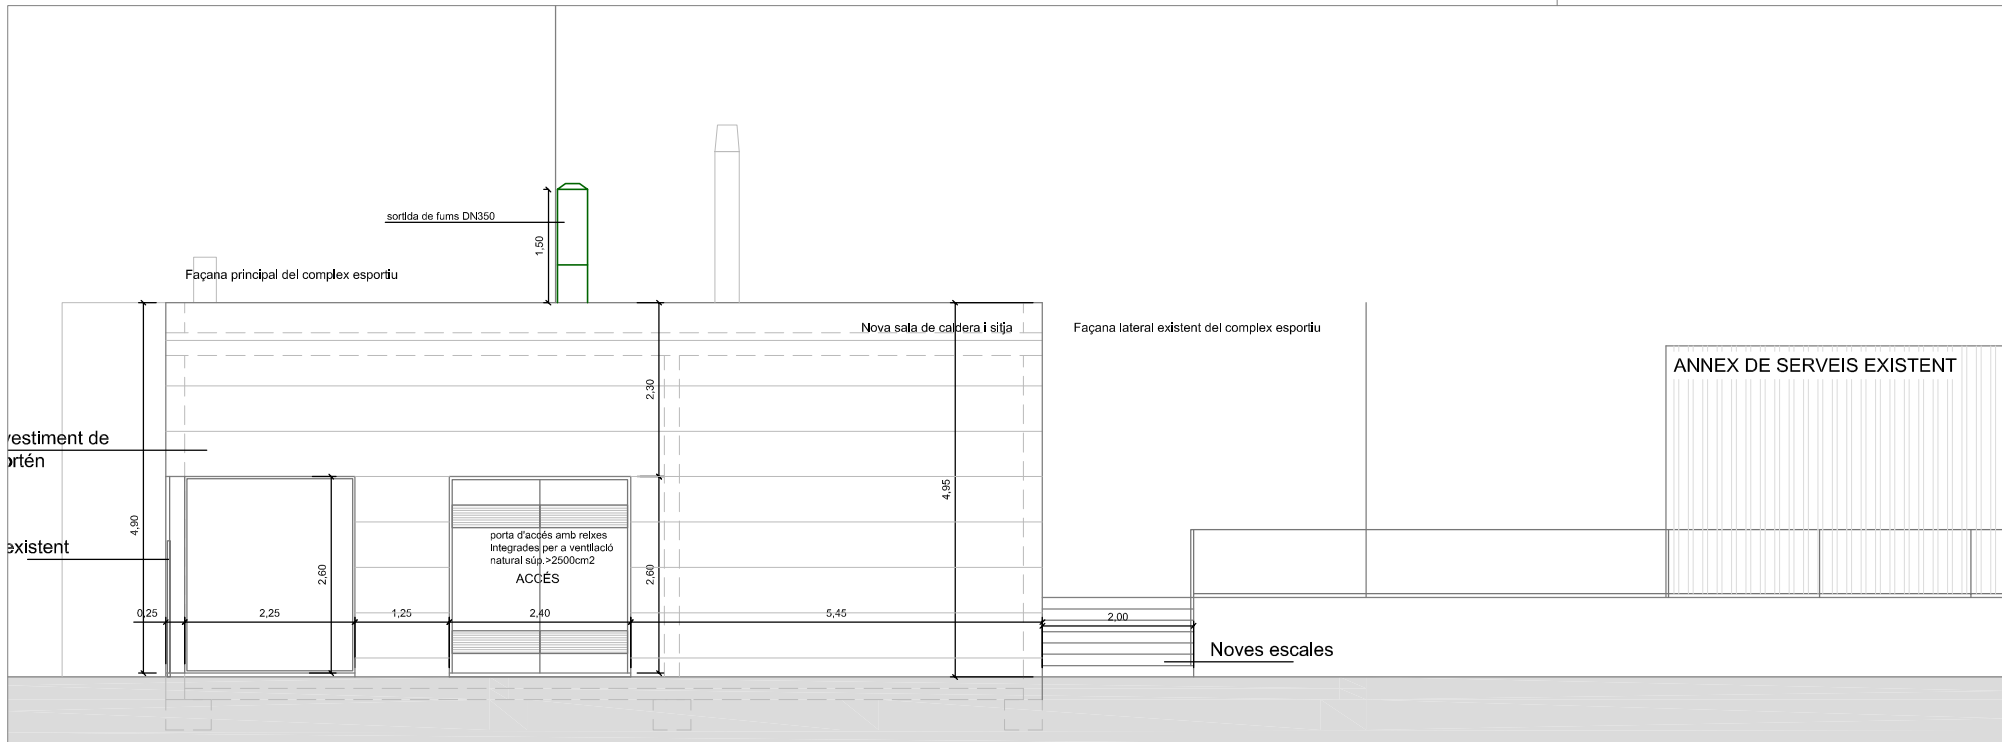 sortida de fums DN350
1,50
Façana principal del complex esportiu
Nova sala de caldera i sitja
Façana lateral existent del complex esportiu
ANNEX DE SERVEIS EXISTENT
2,30
vestiment de
ortén
4,90
4,95
existent
porta d'accés amb reixes
integrades per a ventilació
natural súp.>2500cm2
ACCÉS
2,60
2,60
0,25
2,25
1,25
2,40
5,45
2,00
Noves escales